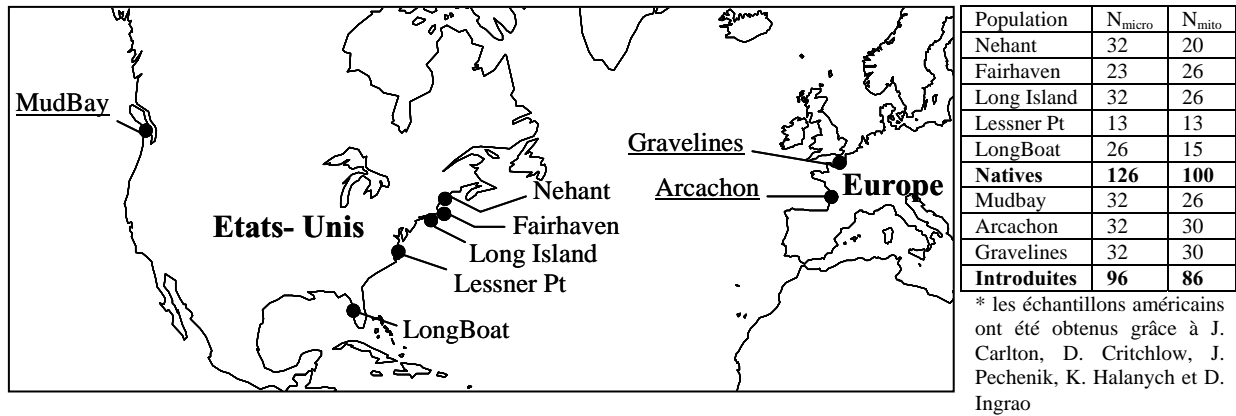 MudBay
Etats- Unis
Nehant
Fairhaven
Long Island
Lessner Pt
LongBoat
Gravelines
Arcachon
Europe
Population N_micro N_mito
Nehant 32 20
Fairhaven 23 26
Long Island 32 26
Lessner Pt 13 13
LongBoat 26 15
Natives 126 100
Mudbay 32 26
Arcachon 32 30
Gravelines 32 30
Introduites 96 86
* les échantillons américains
ont été obtenus grâce à J.
Carlton, D. Critchlow, J.
Pechenik, K. Halanych et D.
Ingrao